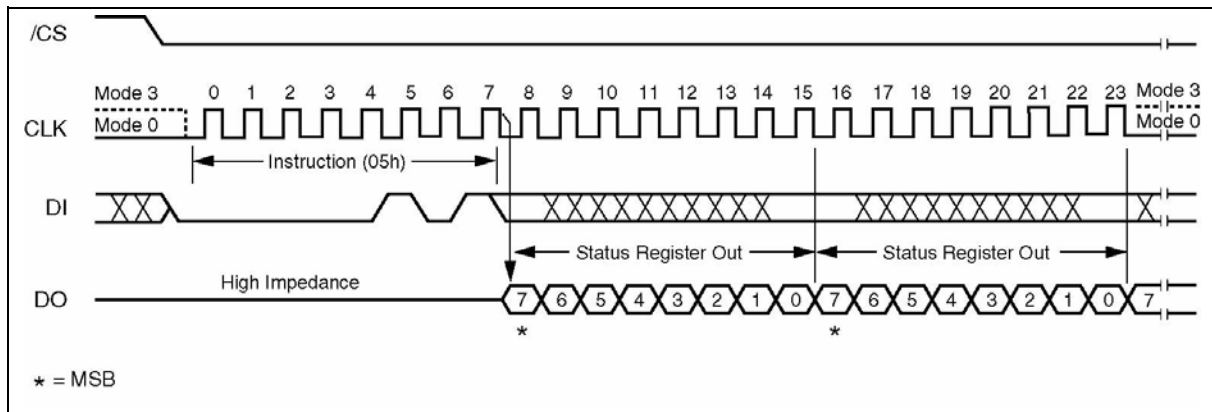 /CS
0 1 2 3 4 5 6 7 8 9 10 11 12 13 14 15 16 17 18 19 20 21 22 23
Mode 3
Mode 3
CLK
Mode 0
Mode 0
Instruction (05h)
DI
Status Register Out
Status Register Out
High Impedance
DO
7 6 5 4 3 2 1 0 7 6 5 4 3 2 1 0 7
* *
* = MSB